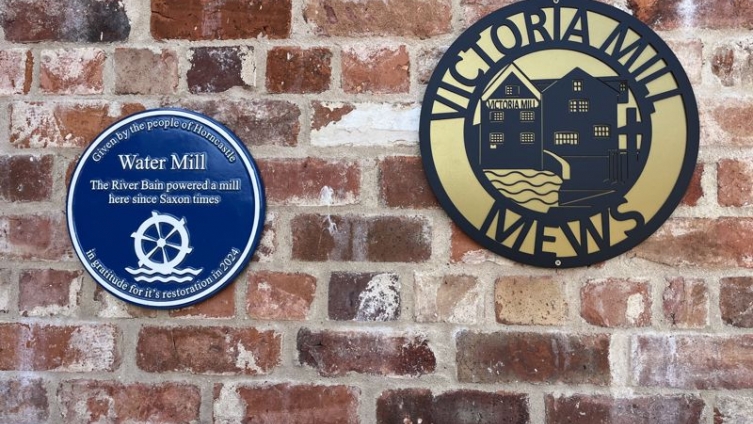 Given by the people of Horncastle
Water Mill
The River Bain powered a mill
here since Saxon times
in gratitude for it's restoration in 2024
VICTORIA MILL
VICTORIA MILL
MEWS